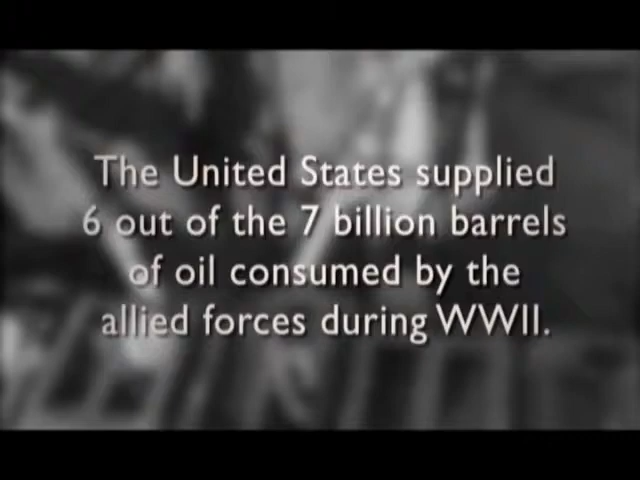 The United States supplied
6 out of the 7 billion barrels
of oil consumed by the
allied forces during WWII.